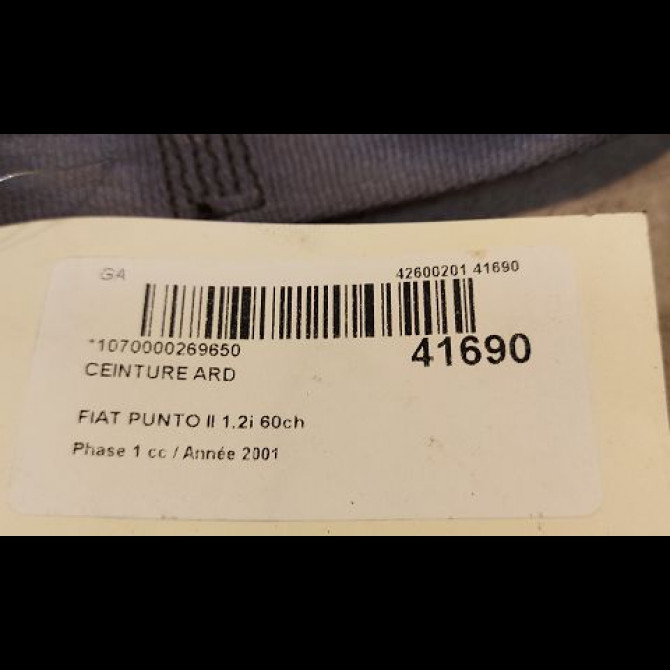 GA 42600201 41690
*1070000269650 41690
CEINTURE ARD
FIAT PUNTO II 1.2i 60ch
Phase 1 cc / Année 2001